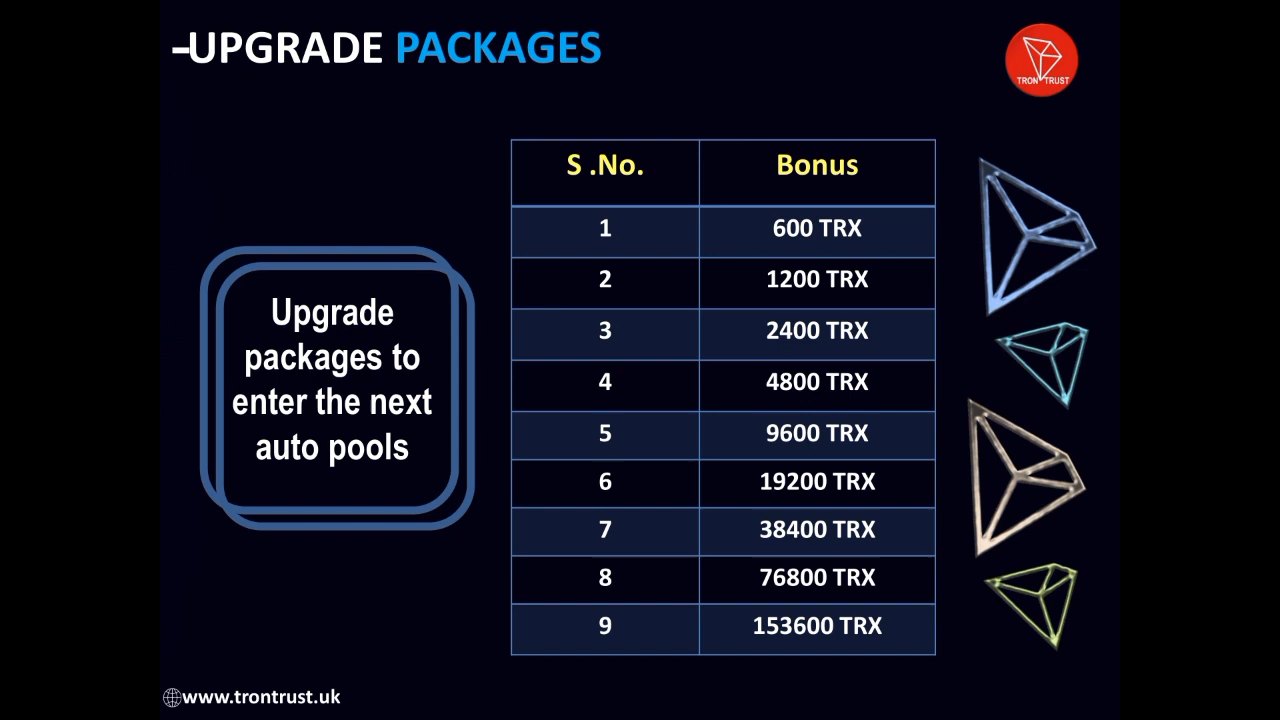 -UPGRADE PACKAGES
TRON TRUST
S .No. Bonus
1 600 TRX
2 1200 TRX
3 2400 TRX
4 4800 TRX
5 9600 TRX
6 19200 TRX
7 38400 TRX
8 76800 TRX
9 153600 TRX
Upgrade
packages to
enter the next
auto pools
www.trontrust.uk